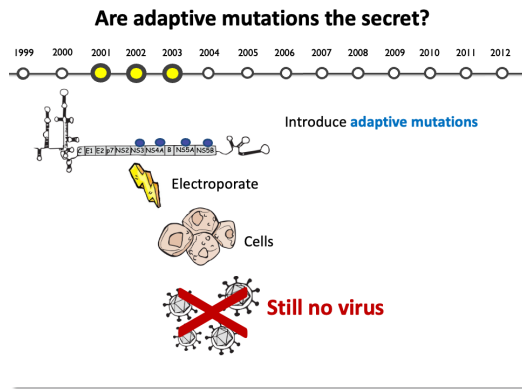 Are adaptive mutations the secret?
1999 2000 2001 2002 2003 2004 2005 2006 2007 2008 2009 2010 2011 2012
Introduce adaptive mutations
C E1 E2 p7 NS2 NS3 NS4A B NS5A NS5B
Electroporate
Cells
Still no virus